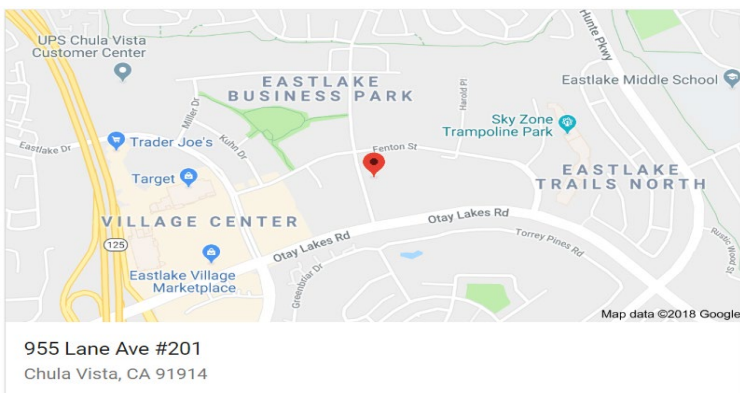 UPS Chula Vista
Customer Center
Hunte Pkwy
EASTLAKE
BUSINESS PARK
Eastlake Middle School
Miller Dr
Harold Pl
Sky Zone
Trampoline Park
Eastlake Dr
Trader Joe's
Kuhn Dr
Fenton St
Target
EASTLAKE
TRAILS NORTH
VILLAGE CENTER
Otay Lakes Rd
Otay Lakes Rd
Torrey Pines Rd
Rustic Wood St
125
Eastlake Village
Marketplace
Greenbriar Dr
Map data ©2018 Google
955 Lane Ave #201
Chula Vista, CA 91914